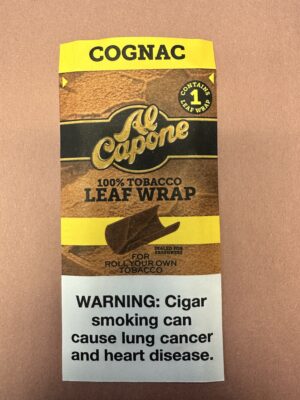 COGNAC
CONTAINS
1
LEAF WRAP
Al
Capone
100% TOBACCO
LEAF WRAP
SEALED FOR
FRESHNESS
FOR
ROLL YOUR OWN
TOBACCO
WARNING: Cigar
smoking can
cause lung cancer
and heart disease.